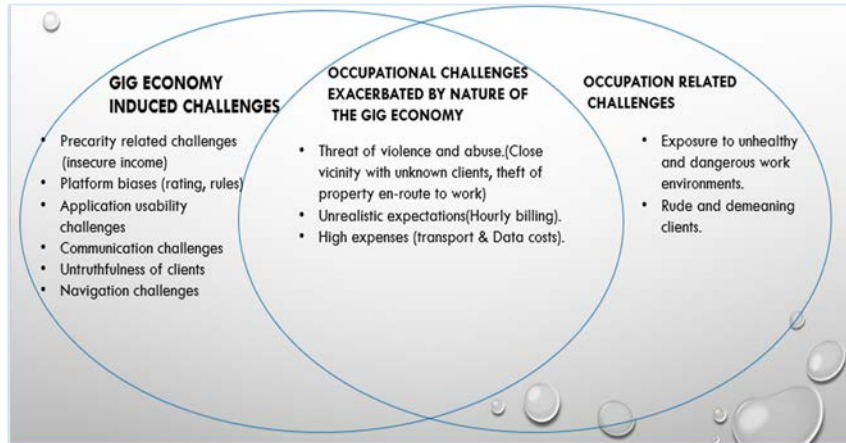 GIG ECONOMY
INDUCED CHALLENGES
• Precarity related challenges
(insecure income)
• Platform biases (rating, rules)
• Application usability
challenges
• Communication challenges
• Untruthfulness of clients
• Navigation challenges
OCCUPATIONAL CHALLENGES
EXACERBATED BY NATURE OF
THE GIG ECONOMY
• Threat of violence and abuse.(Close
vicinity with unknown clients, theft of
property en-route to work)
• Unrealistic expectations(Hourly billing).
• High expenses (transport & Data costs).
OCCUPATION RELATED
CHALLENGES
• Exposure to unhealthy
and dangerous work
environments.
• Rude and demeaning
clients.